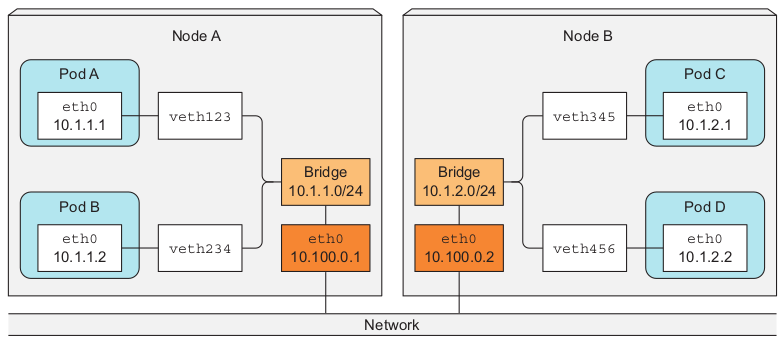 Node A
Pod A
eth0
10.1.1.1
veth123
Bridge
10.1.1.0/24
Pod B
eth0
10.1.1.2
veth234
eth0
10.100.0.1
Node B
Pod C
eth0
10.1.2.1
veth345
Bridge
10.1.2.0/24
Pod D
eth0
10.1.2.2
veth456
eth0
10.100.0.2
Network